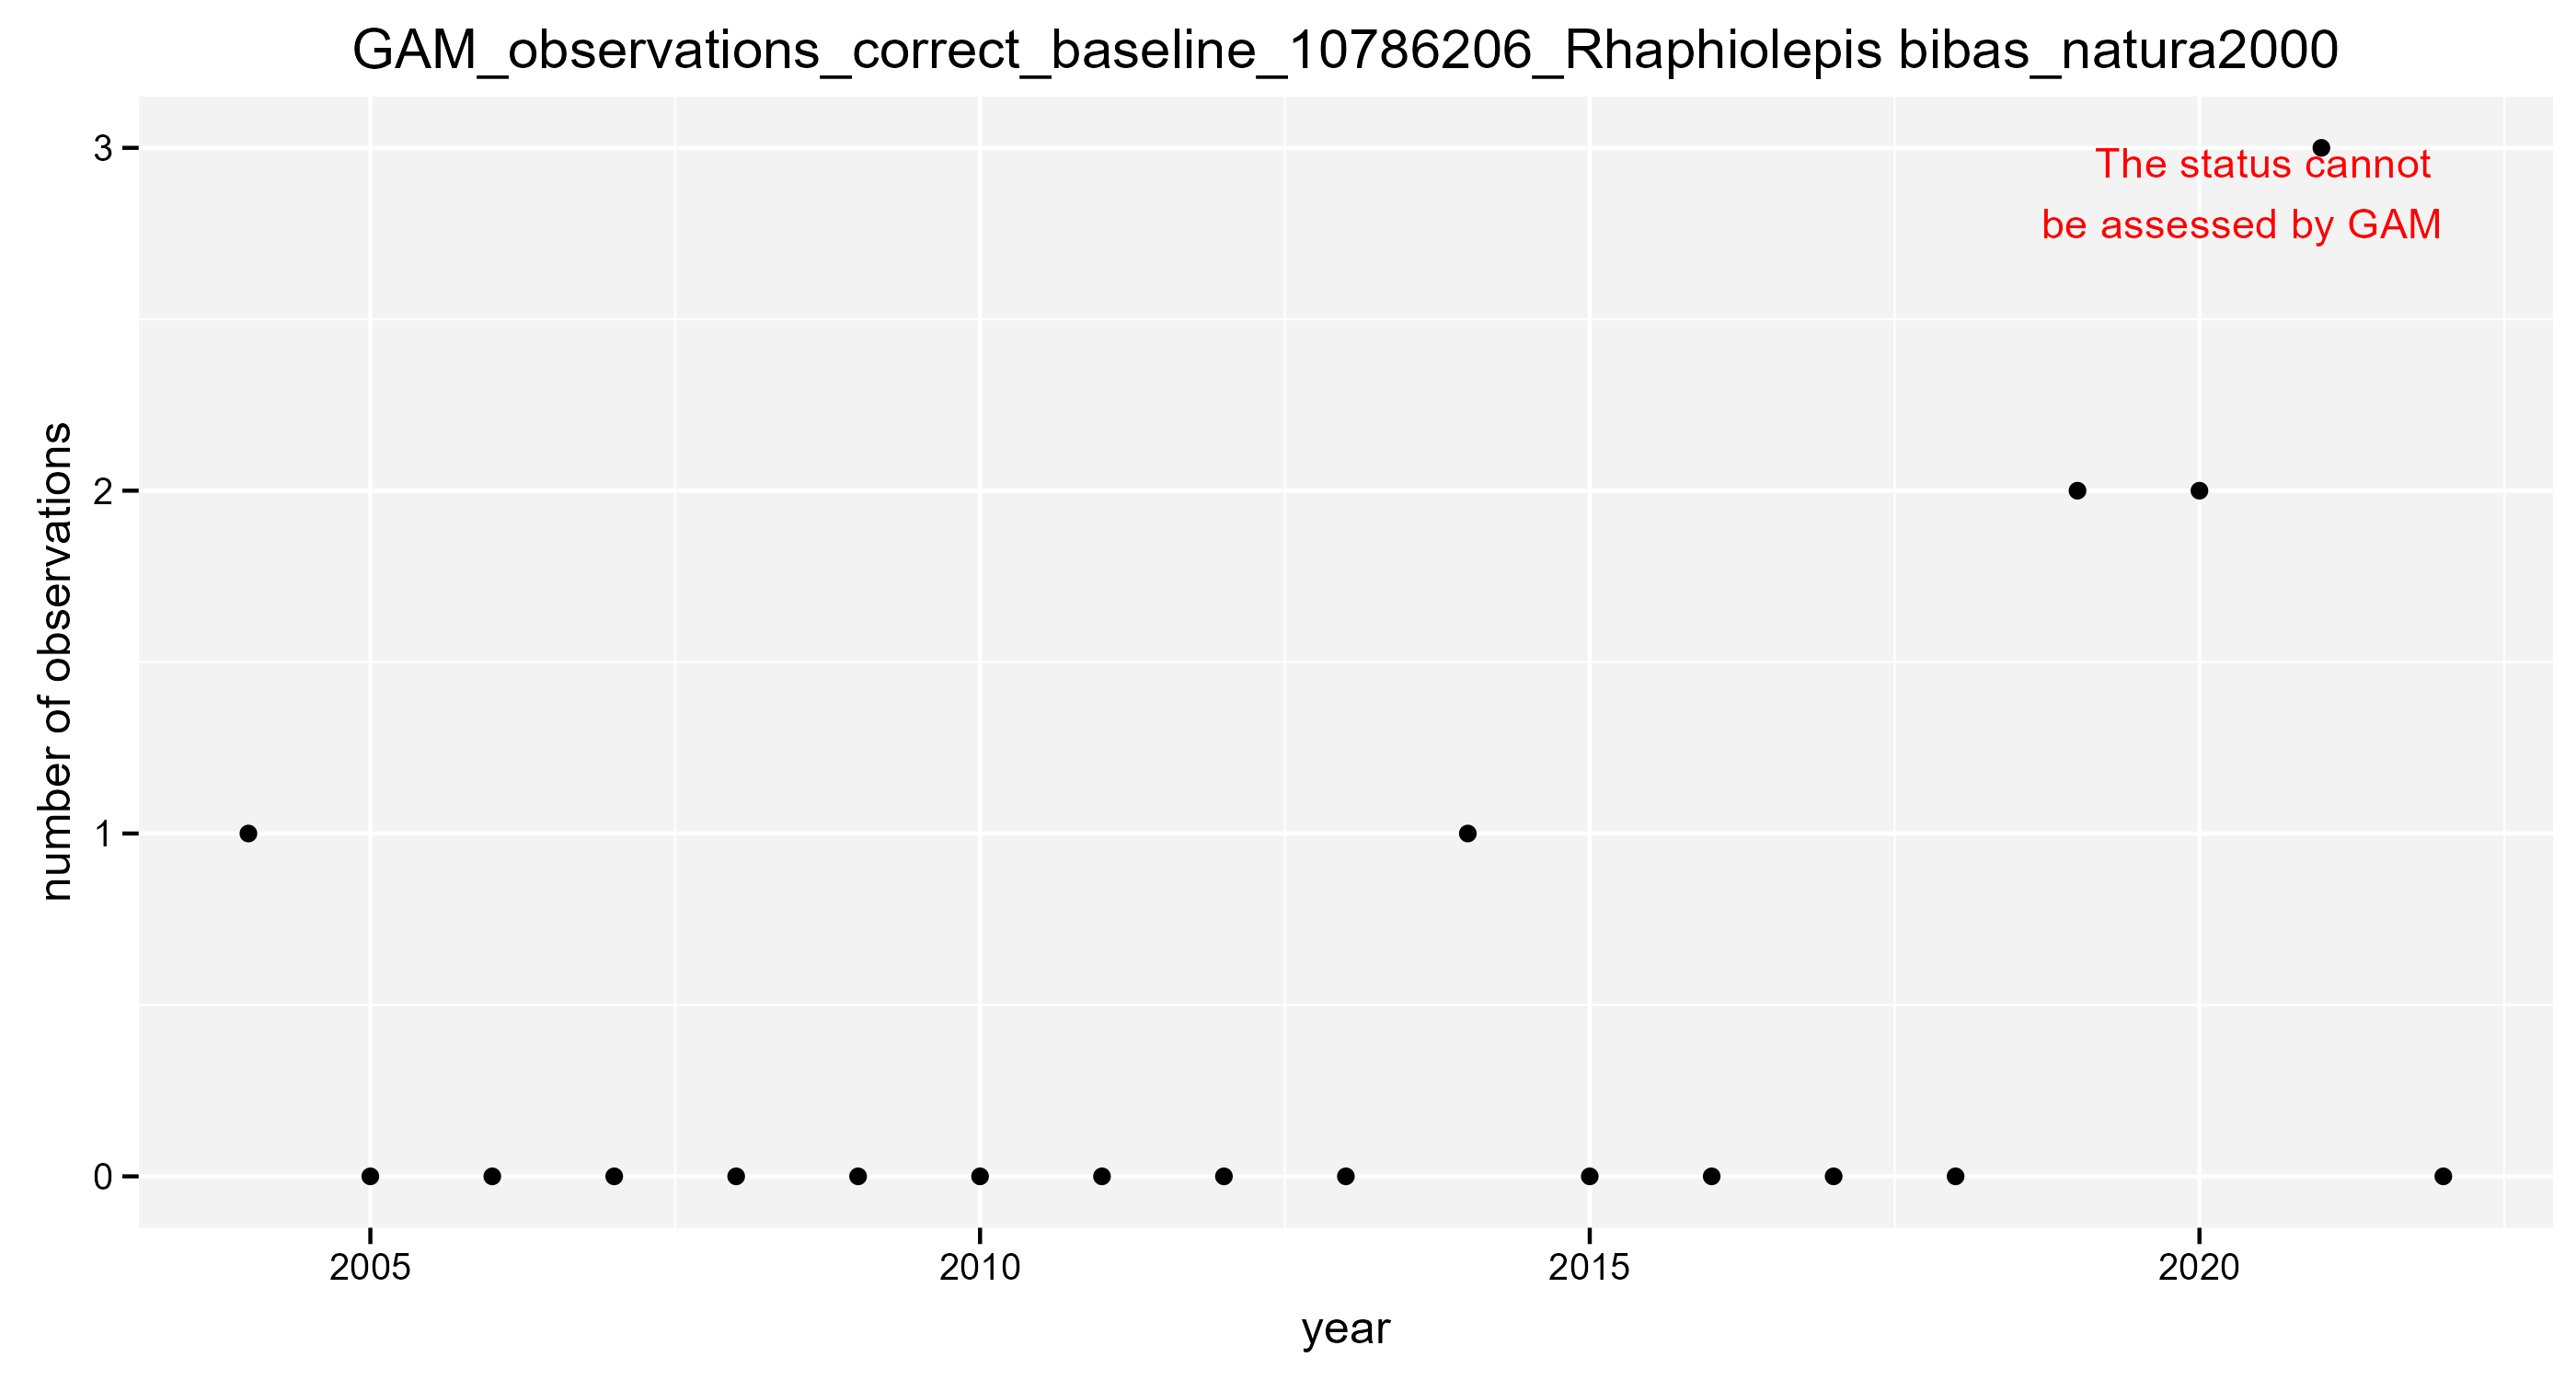 GAM_observations_correct_baseline_10786206_Rhaphiolepis bibas_natura2000
3
The status cannot
be assessed by GAM
2
number of observations
1
0
2005 2010 2015 2020
year